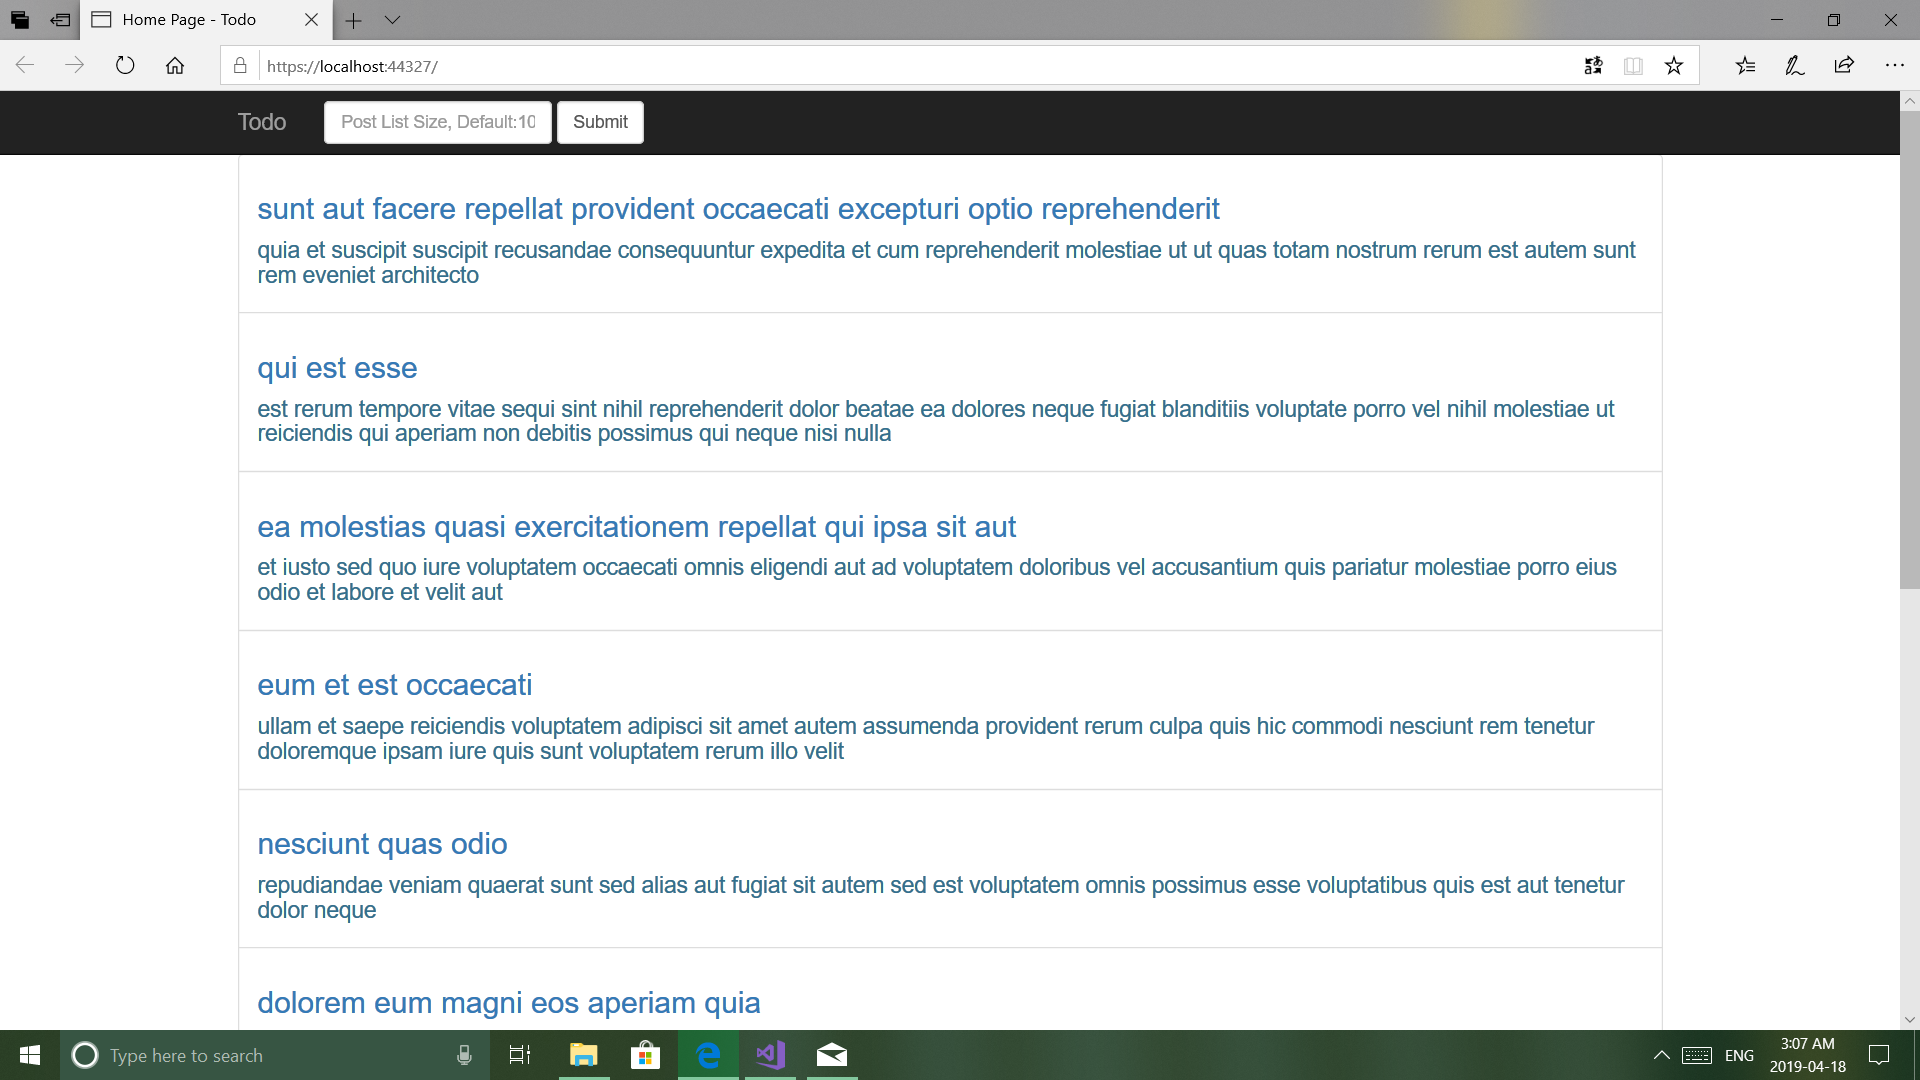 Home Page - Todo
https://localhost:44327/
Todo
Post List Size, Default:10
Submit
sunt aut facere repellat provident occaecati excepturi optio reprehenderit
quia et suscipit suscipit recusandae consequuntur expedita et cum reprehenderit molestiae ut ut quas totam nostrum rerum est autem sunt
rem eveniet architecto
qui est esse
est rerum tempore vitae sequi sint nihil reprehenderit dolor beatae ea dolores neque fugiat blanditiis voluptate porro vel nihil molestiae ut
reiciendis qui aperiam non debitis possimus qui neque nisi nulla
ea molestias quasi exercitationem repellat qui ipsa sit aut
et iusto sed quo iure voluptatem occaecati omnis eligendi aut ad voluptatem doloribus vel accusantium quis pariatur molestiae porro eius
odio et labore et velit aut
eum et est occaecati
ullam et saepe reiciendis voluptatem adipisci sit amet autem assumenda provident rerum culpa quis hic commodi nesciunt rem tenetur
doloremque ipsam iure quis sunt voluptatem rerum illo velit
nesciunt quas odio
repudiandae veniam quaerat sunt sed alias aut fugiat sit autem sed est voluptatem omnis possimus esse voluptatibus quis est aut tenetur
dolor neque
dolorem eum magni eos aperiam quia
Type here to search
ENG
3:07 AM
2019-04-18